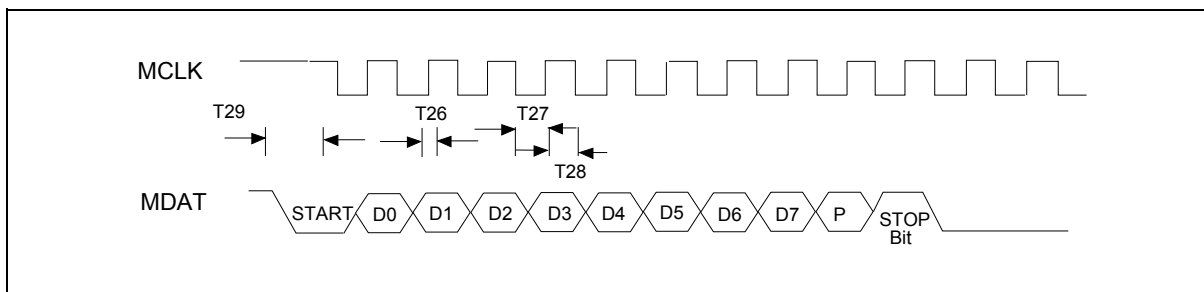 MCLK
T29 T26 T27
T28
MDAT
START D0 D1 D2 D3 D4 D5 D6 D7 P STOP
Bit